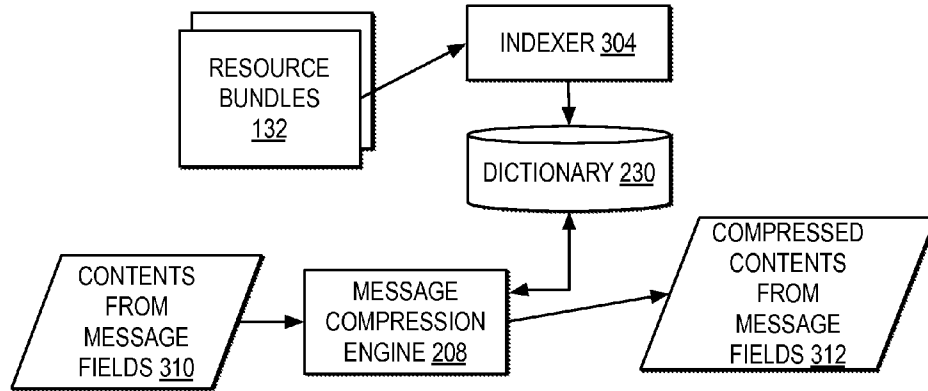 RESOURCE
BUNDLES
132
INDEXER 304
DICTIONARY 230
CONTENTS
FROM
MESSAGE
FIELDS 310
MESSAGE
COMPRESSION
ENGINE 208
COMPRESSED
CONTENTS
FROM
MESSAGE
FIELDS 312